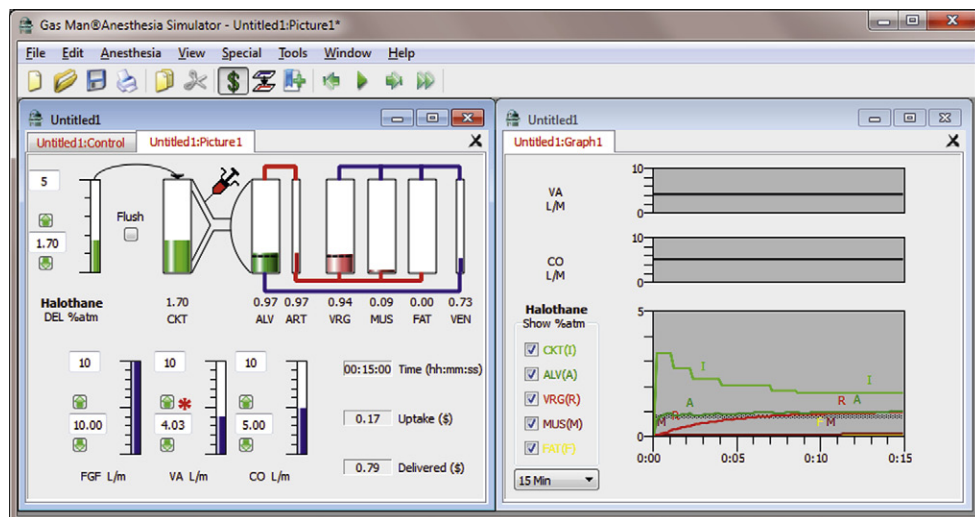 Gas Man®Anesthesia Simulator - Untitled1:Picture1*
File Edit Anesthesia View Special Tools Window Help
$
Untitled1
Untitled1:Control Untitled1:Picture1 X
5
1.70
Flush
Halothane
DEL %atm
1.70 0.97 0.97 0.94 0.09 0.00 0.73
CKT ALV ART VRG MUS FAT VEN
10 10 10
10.00 4.03 5.00
FGF L/m VA L/m CO L/m
00:15:00 Time (hh:mm:ss)
0.17 Uptake ($)
0.79 Delivered ($)
Untitled1
Untitled1:Graph1 X
VA
L/M
10
0
CO
L/M
10
0
Halothane
Show %atm
CKT(I)
ALV(A)
VRG(R)
MUS(M)
FAT(F)
15 Min
5
I I
A R A
M R F M
0
0:00 0:05 0:10 0:15